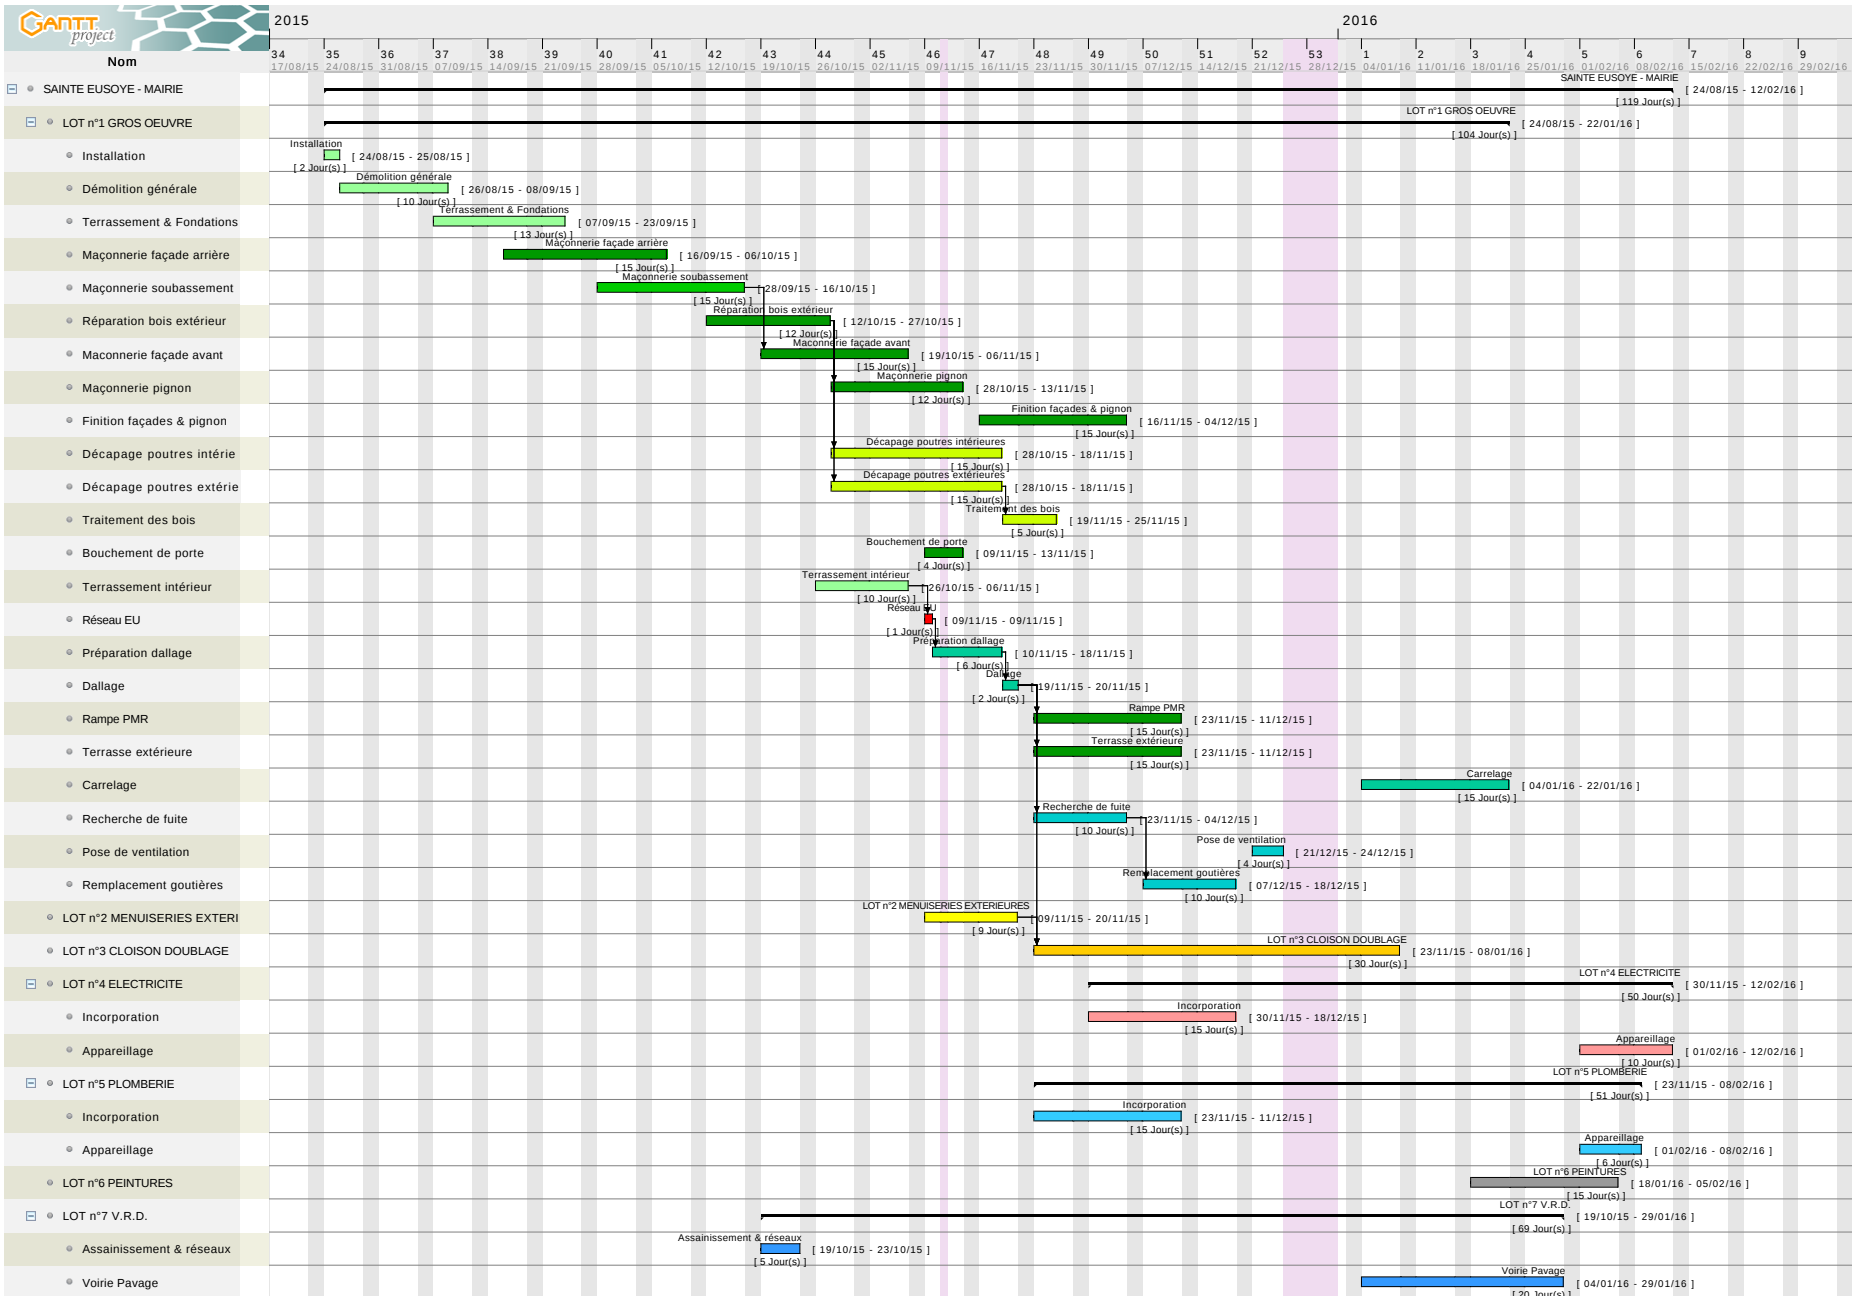 GANTT
project
2015
2016
34 35 36 37 38 39 40 41 42 43 44 45 46 47 48 49 50 51 52 53 1 2 3 4 5 6 7 8 9
17/08/15 24/08/15 31/08/15 07/09/15 14/09/15 21/09/15 28/09/15 05/10/15 12/10/15 19/10/15 26/10/15 02/11/15 09/11/15 16/11/15 23/11/15 30/11/15 07/12/15 14/12/15 21/12/15 28/12/15 04/01/16 11/01/16 18/01/16 25/01/16 01/02/16 08/02/16 15/02/16 22/02/16 29/02/16
Nom
SAINTE EUSOYE - MAIRIE
SAINTE EUSOYE - MAIRIE
[ 24/08/15 - 12/02/16 ]
[ 119 Jour(s) ]
LOT n°1 GROS OEUVRE
LOT n°1 GROS OEUVRE
[ 24/08/15 - 22/01/16 ]
[ 104 Jour(s) ]
Installation
Installation
[ 24/08/15 - 25/08/15 ]
[ 2 Jour(s) ]
Démolition générale
Démolition générale
[ 26/08/15 - 08/09/15 ]
[ 10 Jour(s) ]
Terrassement & Fondations
Terrassement & Fondations
[ 07/09/15 - 23/09/15 ]
[ 13 Jour(s) ]
Maçonnerie façade arrière
Maçonnerie façade arrière
[ 16/09/15 - 06/10/15 ]
[ 15 Jour(s) ]
Maçonnerie soubassement
Maçonnerie soubassement
[ 28/09/15 - 16/10/15 ]
[ 15 Jour(s) ]
Réparation bois extérieur
Réparation bois extérieur
[ 12/10/15 - 27/10/15 ]
[ 12 Jour(s) ]
Maconnerie façade avant
Maconnerie façade avant
[ 19/10/15 - 06/11/15 ]
[ 15 Jour(s) ]
Maçonnerie pignon
Maçonnerie pignon
[ 28/10/15 - 13/11/15 ]
[ 12 Jour(s) ]
Finition façades & pignon
Finition façades & pignon
[ 16/11/15 - 04/12/15 ]
[ 15 Jour(s) ]
Décapage poutres intérie
Décapage poutres intérieures
[ 28/10/15 - 18/11/15 ]
[ 15 Jour(s) ]
Décapage poutres extérie
Décapage poutres extérieures
[ 28/10/15 - 18/11/15 ]
[ 15 Jour(s) ]
Traitement des bois
Traitement des bois
[ 19/11/15 - 25/11/15 ]
[ 5 Jour(s) ]
Bouchement de porte
Bouchement de porte
[ 09/11/15 - 13/11/15 ]
[ 4 Jour(s) ]
Terrassement intérieur
Terrassement intérieur
[ 26/10/15 - 06/11/15 ]
[ 10 Jour(s) ]
Réseau EU
Réseau EU
[ 09/11/15 - 09/11/15 ]
[ 1 Jour(s) ]
Préparation dallage
Préparation dallage
[ 10/11/15 - 18/11/15 ]
[ 6 Jour(s) ]
Dallage
Dallage
[ 19/11/15 - 20/11/15 ]
[ 2 Jour(s) ]
Rampe PMR
Rampe PMR
[ 23/11/15 - 11/12/15 ]
[ 15 Jour(s) ]
Terrasse extérieure
Terrasse extérieure
[ 23/11/15 - 11/12/15 ]
[ 15 Jour(s) ]
Carrelage
Carrelage
[ 04/01/16 - 22/01/16 ]
[ 15 Jour(s) ]
Recherche de fuite
Recherche de fuite
[ 23/11/15 - 04/12/15 ]
[ 10 Jour(s) ]
Pose de ventilation
Pose de ventilation
[ 21/12/15 - 24/12/15 ]
[ 4 Jour(s) ]
Remplacement goutières
Remplacement goutières
[ 07/12/15 - 18/12/15 ]
[ 10 Jour(s) ]
LOT n°2 MENUISERIES EXTERI
LOT n°2 MENUISERIES EXTERIEURES
[ 09/11/15 - 20/11/15 ]
[ 9 Jour(s) ]
LOT n°3 CLOISON DOUBLAGE
LOT n°3 CLOISON DOUBLAGE
[ 23/11/15 - 08/01/16 ]
[ 30 Jour(s) ]
LOT n°4 ELECTRICITE
LOT n°4 ELECTRICITE
[ 30/11/15 - 12/02/16 ]
[ 50 Jour(s) ]
Incorporation
Incorporation
[ 30/11/15 - 18/12/15 ]
[ 15 Jour(s) ]
Appareillage
Appareillage
[ 01/02/16 - 12/02/16 ]
[ 10 Jour(s) ]
LOT n°5 PLOMBERIE
LOT n°5 PLOMBERIE
[ 23/11/15 - 08/02/16 ]
[ 51 Jour(s) ]
Incorporation
Incorporation
[ 23/11/15 - 11/12/15 ]
[ 15 Jour(s) ]
Appareillage
Appareillage
[ 01/02/16 - 08/02/16 ]
[ 6 Jour(s) ]
LOT n°6 PEINTURES
LOT n°6 PEINTURES
[ 18/01/16 - 05/02/16 ]
[ 15 Jour(s) ]
LOT n°7 V.R.D.
LOT n°7 V.R.D.
[ 19/10/15 - 29/01/16 ]
[ 69 Jour(s) ]
Assainissement & réseaux
Assainissement & réseaux
[ 19/10/15 - 23/10/15 ]
[ 5 Jour(s) ]
Voirie Pavage
Voirie Pavage
[ 04/01/16 - 29/01/16 ]
[ 20 Jour(s) ]